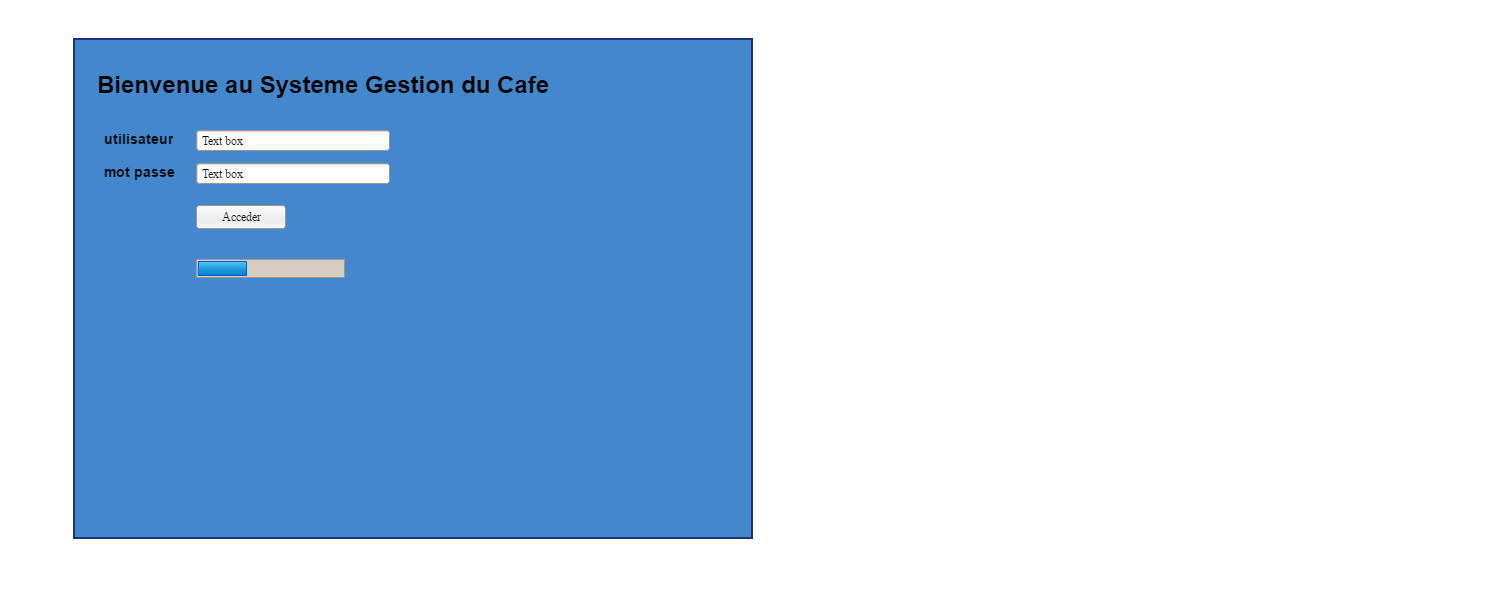 Bienvenue au Systeme Gestion du Cafe
utilisateur Text box
mot passe Text box
Acceder